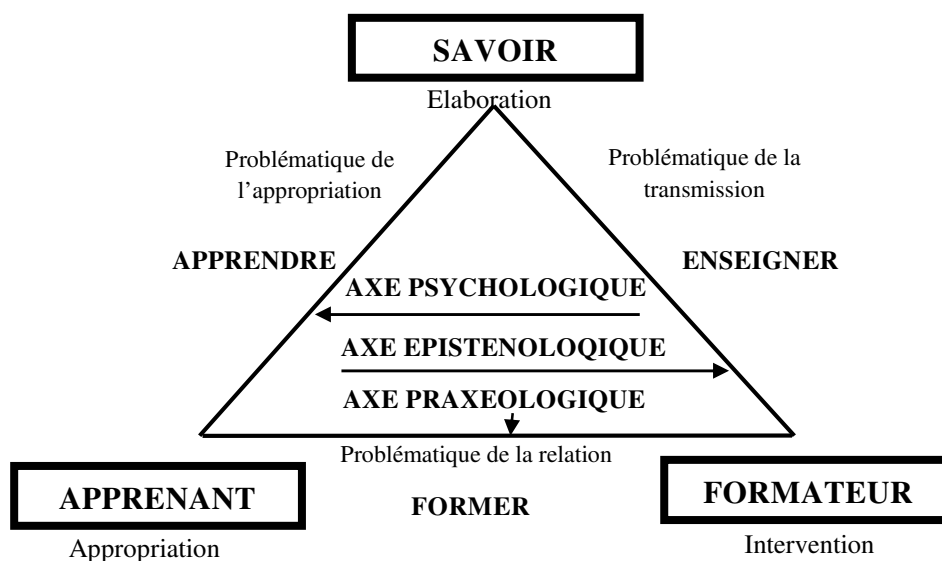 SAVOIR
Elaboration
Problématique de
l’appropriation
Problématique de la
transmission
APPRENDRE
ENSEIGNER
AXE PSYCHOLOGIQUE
AXE EPISTENOLOQIQUE
AXE PRAXEOLOGIQUE
Problématique de la relation
APPRENANT
FORMER
FORMATEUR
Appropriation
Intervention